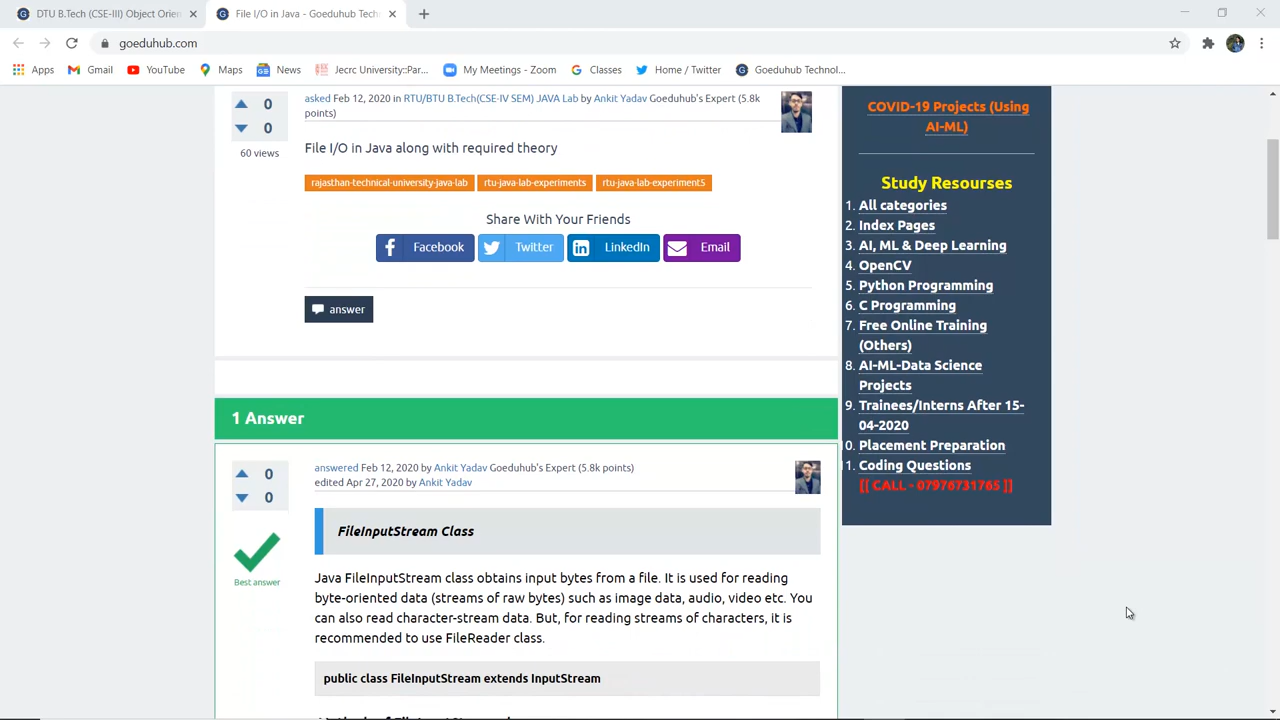 DTU B.Tech (CSE-III) Object Orien
File I/O in Java - Goeduhub Tech
goeduhub.com
Apps
Gmail
YouTube
Maps
News
Jecrc University::Par...
My Meetings - Zoom
Classes
Home / Twitter
Goeduhub Technol...
0
0
60 views
asked Feb 12, 2020 in RTU/BTU B.Tech(CSE-IV SEM) JAVA Lab by Ankit Yadav Goeduhub's Expert (5.8k
points)
File I/O in Java along with required theory
rajasthan-technical-university-java-lab
rtu-java-lab-experiments
rtu-java-lab-experiment5
Share With Your Friends
Facebook
Twitter
LinkedIn
Email
answer
1 Answer
0
0
Best answer
answered Feb 12, 2020 by Ankit Yadav Goeduhub's Expert (5.8k points)
edited Apr 27, 2020 by Ankit Yadav
FileInputStream Class
Java FileInputStream class obtains input bytes from a file. It is used for reading
byte-oriented data (streams of raw bytes) such as image data, audio, video etc. You
can also read character-stream data. But, for reading streams of characters, it is
recommended to use FileReader class.
public class FileInputStream extends InputStream
COVID-19 Projects (Using
AI-ML)
Study Resourses
1. All categories
2. Index Pages
3. AI, ML & Deep Learning
4. OpenCV
5. Python Programming
6. C Programming
7. Free Online Training
(Others)
8. AI-ML-Data Science
Projects
9. Trainees/Interns After 15-
04-2020
10. Placement Preparation
11. Coding Questions
[[ CALL - 07976731765 ]]